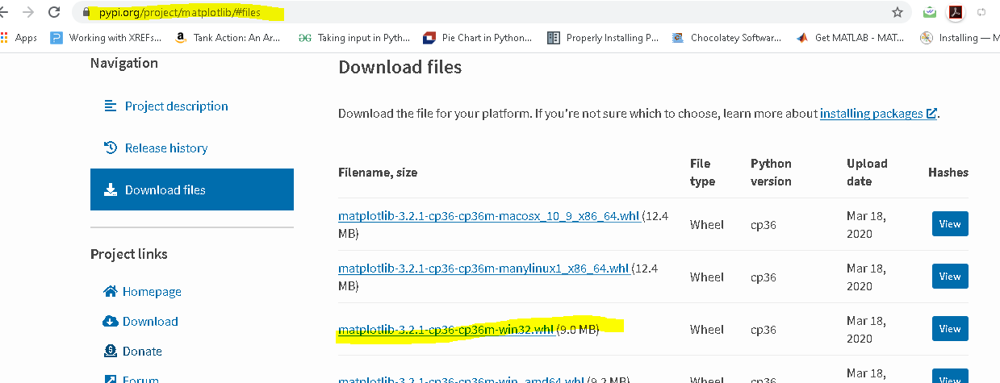 pypi.org/project/matplotlib/#files
Apps
Working with XREFs...
Tank Action: An Ar...
Taking input in Pyth...
Pie Chart in Python...
Properly Installing P...
Chocolatey Softwar...
Get MATLAB - MAT...
Installing — M
Navigation
Project description
Release history
Download files
Project links
Homepage
Download
Donate
Forum
Download files
Download the file for your platform. If you're not sure which to choose, learn more about installing packages.
Filename, size
File type
Python version
Upload date
Hashes
matplotlib-3.2.1-cp36-cp36m-macosx_10_9_x86_64.whl (12.4
MB)
Wheel
cp36
Mar 18,
2020
View
matplotlib-3.2.1-cp36-cp36m-manylinux1_x86_64.whl (12.4
MB)
Wheel
cp36
Mar 18,
2020
View
matplotlib-3.2.1-cp36-cp36m-win32.whl (9.0 MB)
Wheel
cp36
Mar 18,
2020
View
matplotlib-3.2.1-cp36-cp36m-win_amd64.whl (9.2 MB)
Wheel
cp36
Mar 18,
View